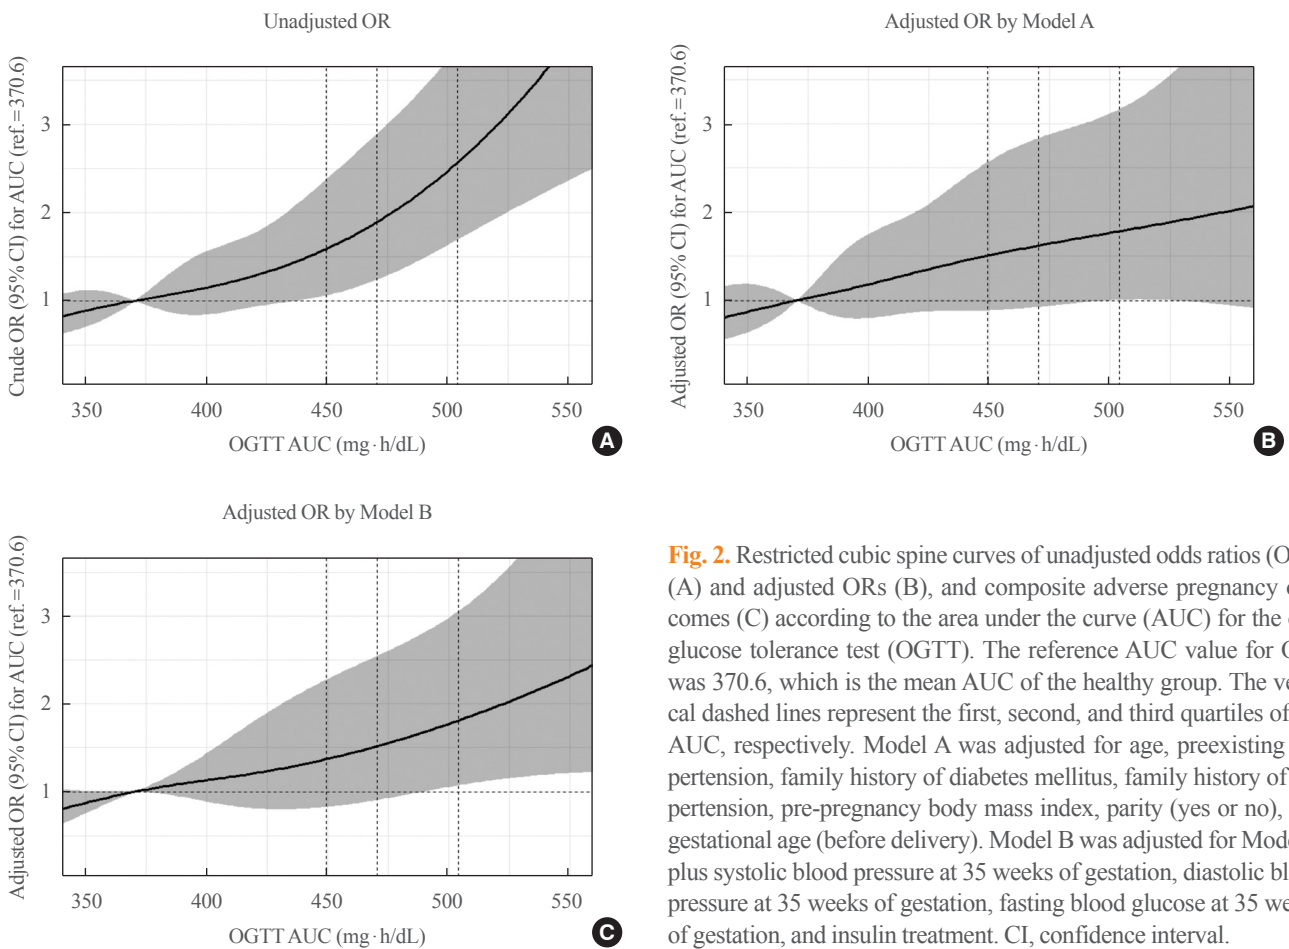 Unadjusted OR
Crude OR (95% CI) for AUC (ref.=370.6)
3
2
1
350 400 450 500 550
OGTT AUC (mg·h/dL)
A
Adjusted OR by Model A
Adjusted OR (95% CI) for AUC (ref.=370.6)
3
2
1
350 400 450 500 550
OGTT AUC (mg·h/dL)
B
Adjusted OR by Model B
Adjusted OR (95% CI) for AUC (ref.=370.6)
3
2
1
350 400 450 500 550
OGTT AUC (mg·h/dL)
C
Fig. 2. Restricted cubic spine curves of unadjusted odds ratios (O
(A) and adjusted ORs (B), and composite adverse pregnancy
comes (C) according to the area under the curve (AUC) for the
glucose tolerance test (OGTT). The reference AUC value for
was 370.6, which is the mean AUC of the healthy group. The ve
cal dashed lines represent the first, second, and third quartiles of
AUC, respectively. Model A was adjusted for age, preexisting
pertension, family history of diabetes mellitus, family history of
pertension, pre-pregnancy body mass index, parity (yes or no),
gestational age (before delivery). Model B was adjusted for Mode
plus systolic blood pressure at 35 weeks of gestation, diastolic bl
pressure at 35 weeks of gestation, fasting blood glucose at 35 we
of gestation, and insulin treatment. CI, confidence interval.